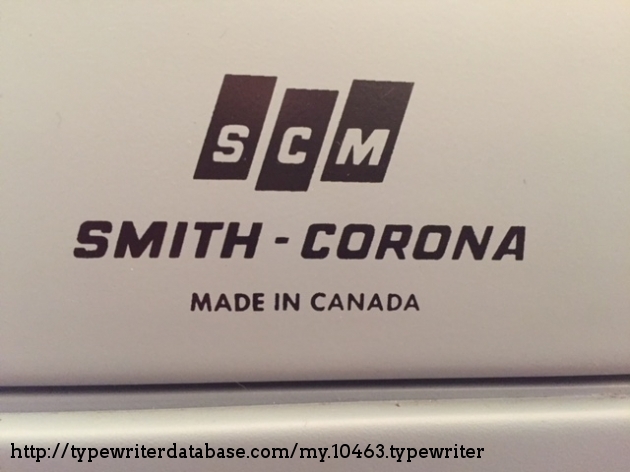 SCM
SMITH - CORONA
MADE IN CANADA
http://typewriterdatabase.com/my.10463.typewriter